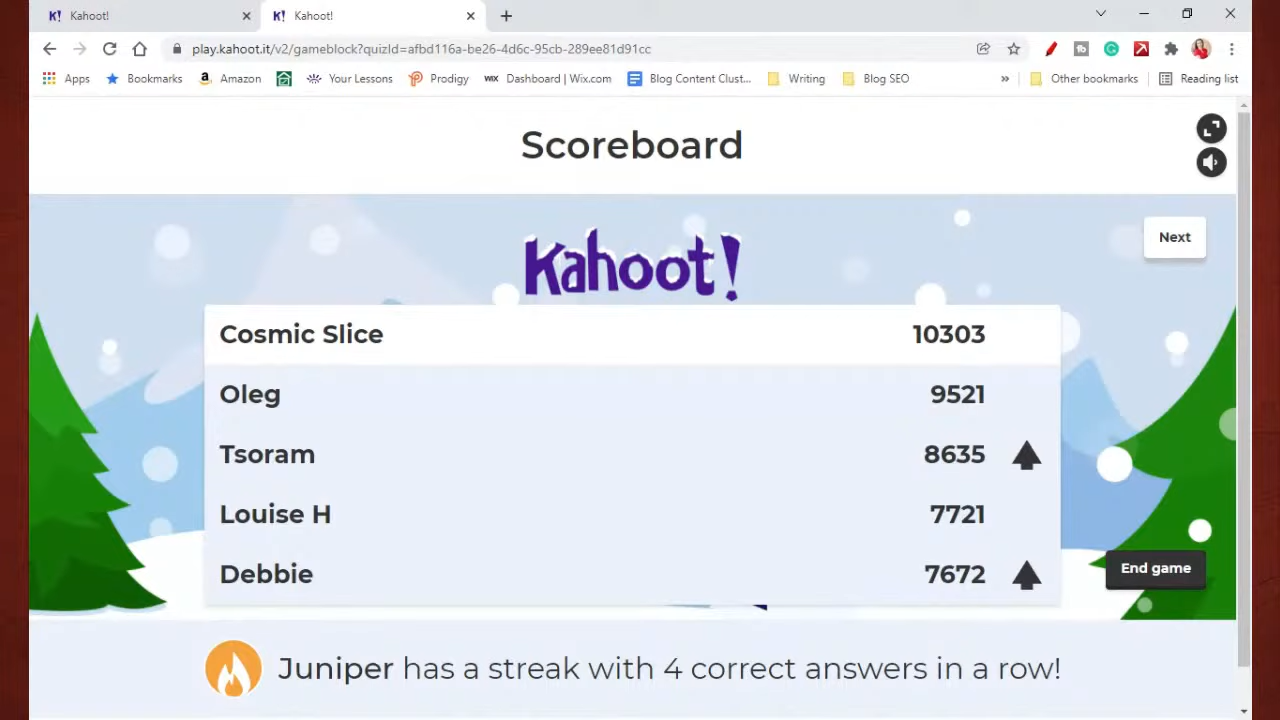 Kahoot! Kahoot!
play.kahoot.it/v2/gameblock?quizId=afbd116a-be26-4d6c-95cb-289ee81d91cc
Apps Bookmarks Amazon Your Lessons Prodigy WIX Dashboard | Wix.com Blog Content Clust... Writing Blog SEO » Other bookmarks Reading list
Scoreboard
Kahoot!
Next
Cosmic Slice 10303
Oleg 9521
Tsoram 8635
Louise H 7721
Debbie 7672
End game
Juniper has a streak with 4 correct answers in a row!